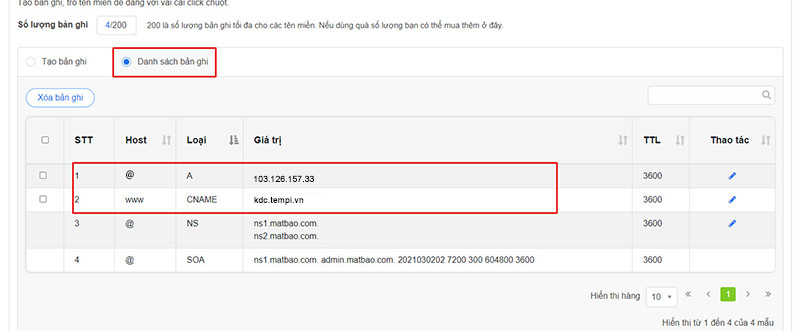 Tạo bản ghi, trỏ tên miền dễ dàng với vài cái click chuột.
Số lượng bản ghi 4/200 200 là số lượng bản ghi tối đa cho các tên miền. Nếu dùng quá số lượng bạn có thể mua thêm ở đây.
Tạo bản ghi Danh sách bản ghi
Xóa bản ghi
STT Host Loại Giá trị TTL Thao tác
1 @ A 103.126.157.33 3600
2 www CNAME kdc.tempi.vn 3600
3 @ NS ns1.matbao.com. 3600
ns2.matbao.com.
4 @ SOA ns1.matbao.com. admin.matbao.com. 2021030202 7200 300 604800 3600 3600
Hiển thị hàng 10 « ‹ 1 › »
Hiển thị từ 1 đến 4 của 4 mẫu